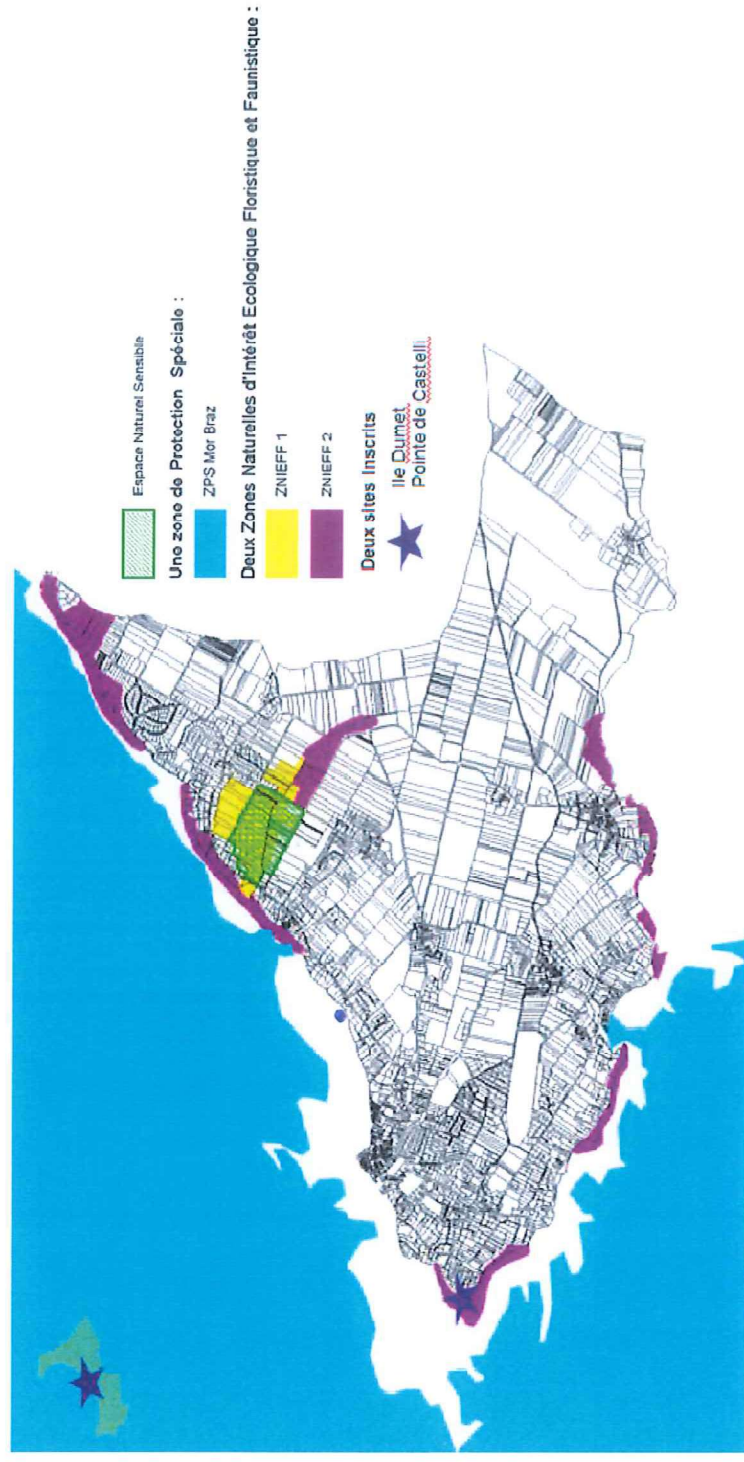 Espace Naturel Sensible
Une zone de Protection Spéciale :
ZPS Mor Braz
Deux Zones Naturelles d'Intérêt Ecologique Floristique et Faunistique :
ZNIEFF 1
ZNIEFF 2
Deux sites Inscrits
Ile Dumet
Pointe de Castelli